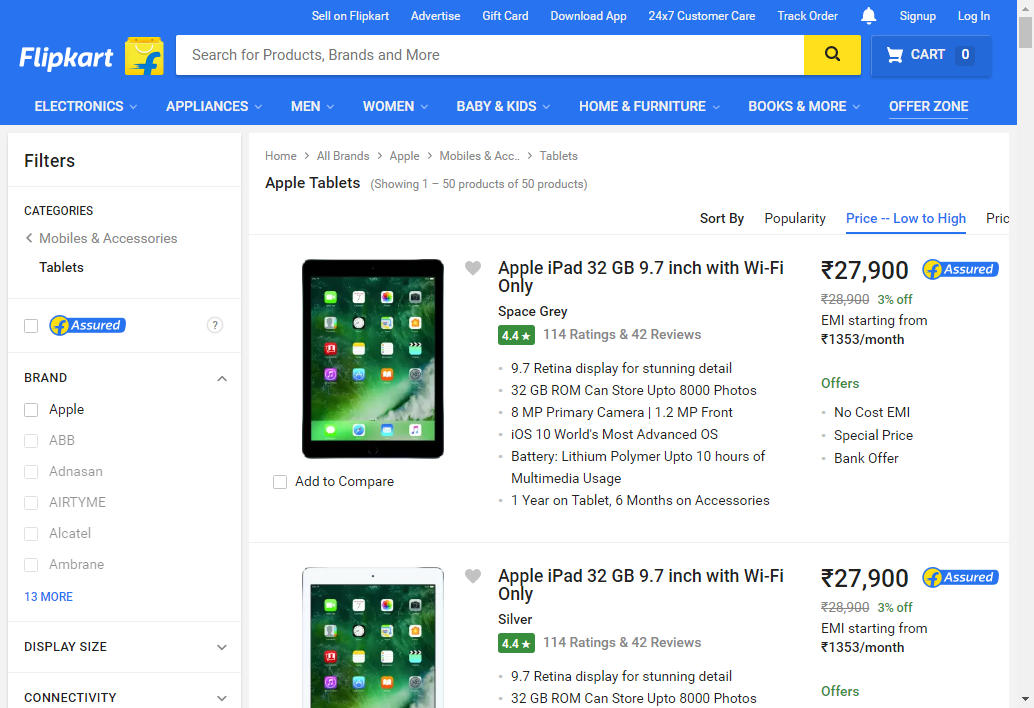 Sell on Flipkart Advertise Gift Card Download App 24x7 Customer Care Track Order Signup Log In
Flipkart
Search for Products, Brands and More
CART 0
ELECTRONICS APPLIANCES MEN WOMEN BABY & KIDS HOME & FURNITURE BOOKS & MORE OFFER ZONE
Filters
CATEGORIES
Mobiles & Accessories
Tablets
Assured ?
BRAND
Apple
ABB
Adnasan
AIRTYME
Alcatel
Ambrane
13 MORE
DISPLAY SIZE
CONNECTIVITY
Home > All Brands > Apple > Mobiles & Acc.. > Tablets
Apple Tablets (Showing 1 – 50 products of 50 products)
Sort By Popularity Price -- Low to High Pric
Apple iPad 32 GB 9.7 inch with Wi-Fi
Only
Space Grey
4.4 ★ 114 Ratings & 42 Reviews
9.7 Retina display for stunning detail
32 GB ROM Can Store Upto 8000 Photos
8 MP Primary Camera | 1.2 MP Front
iOS 10 World's Most Advanced OS
Battery: Lithium Polymer Upto 10 hours of
Multimedia Usage
1 Year on Tablet, 6 Months on Accessories
Add to Compare
₹27,900 Assured
₹28,900 3% off
EMI starting from
₹1353/month
Offers
No Cost EMI
Special Price
Bank Offer
Apple iPad 32 GB 9.7 inch with Wi-Fi
Only
Silver
4.4 ★ 114 Ratings & 42 Reviews
9.7 Retina display for stunning detail
32 GB ROM Can Store Upto 8000 Photos
₹27,900 Assured
₹28,900 3% off
EMI starting from
₹1353/month
Offers